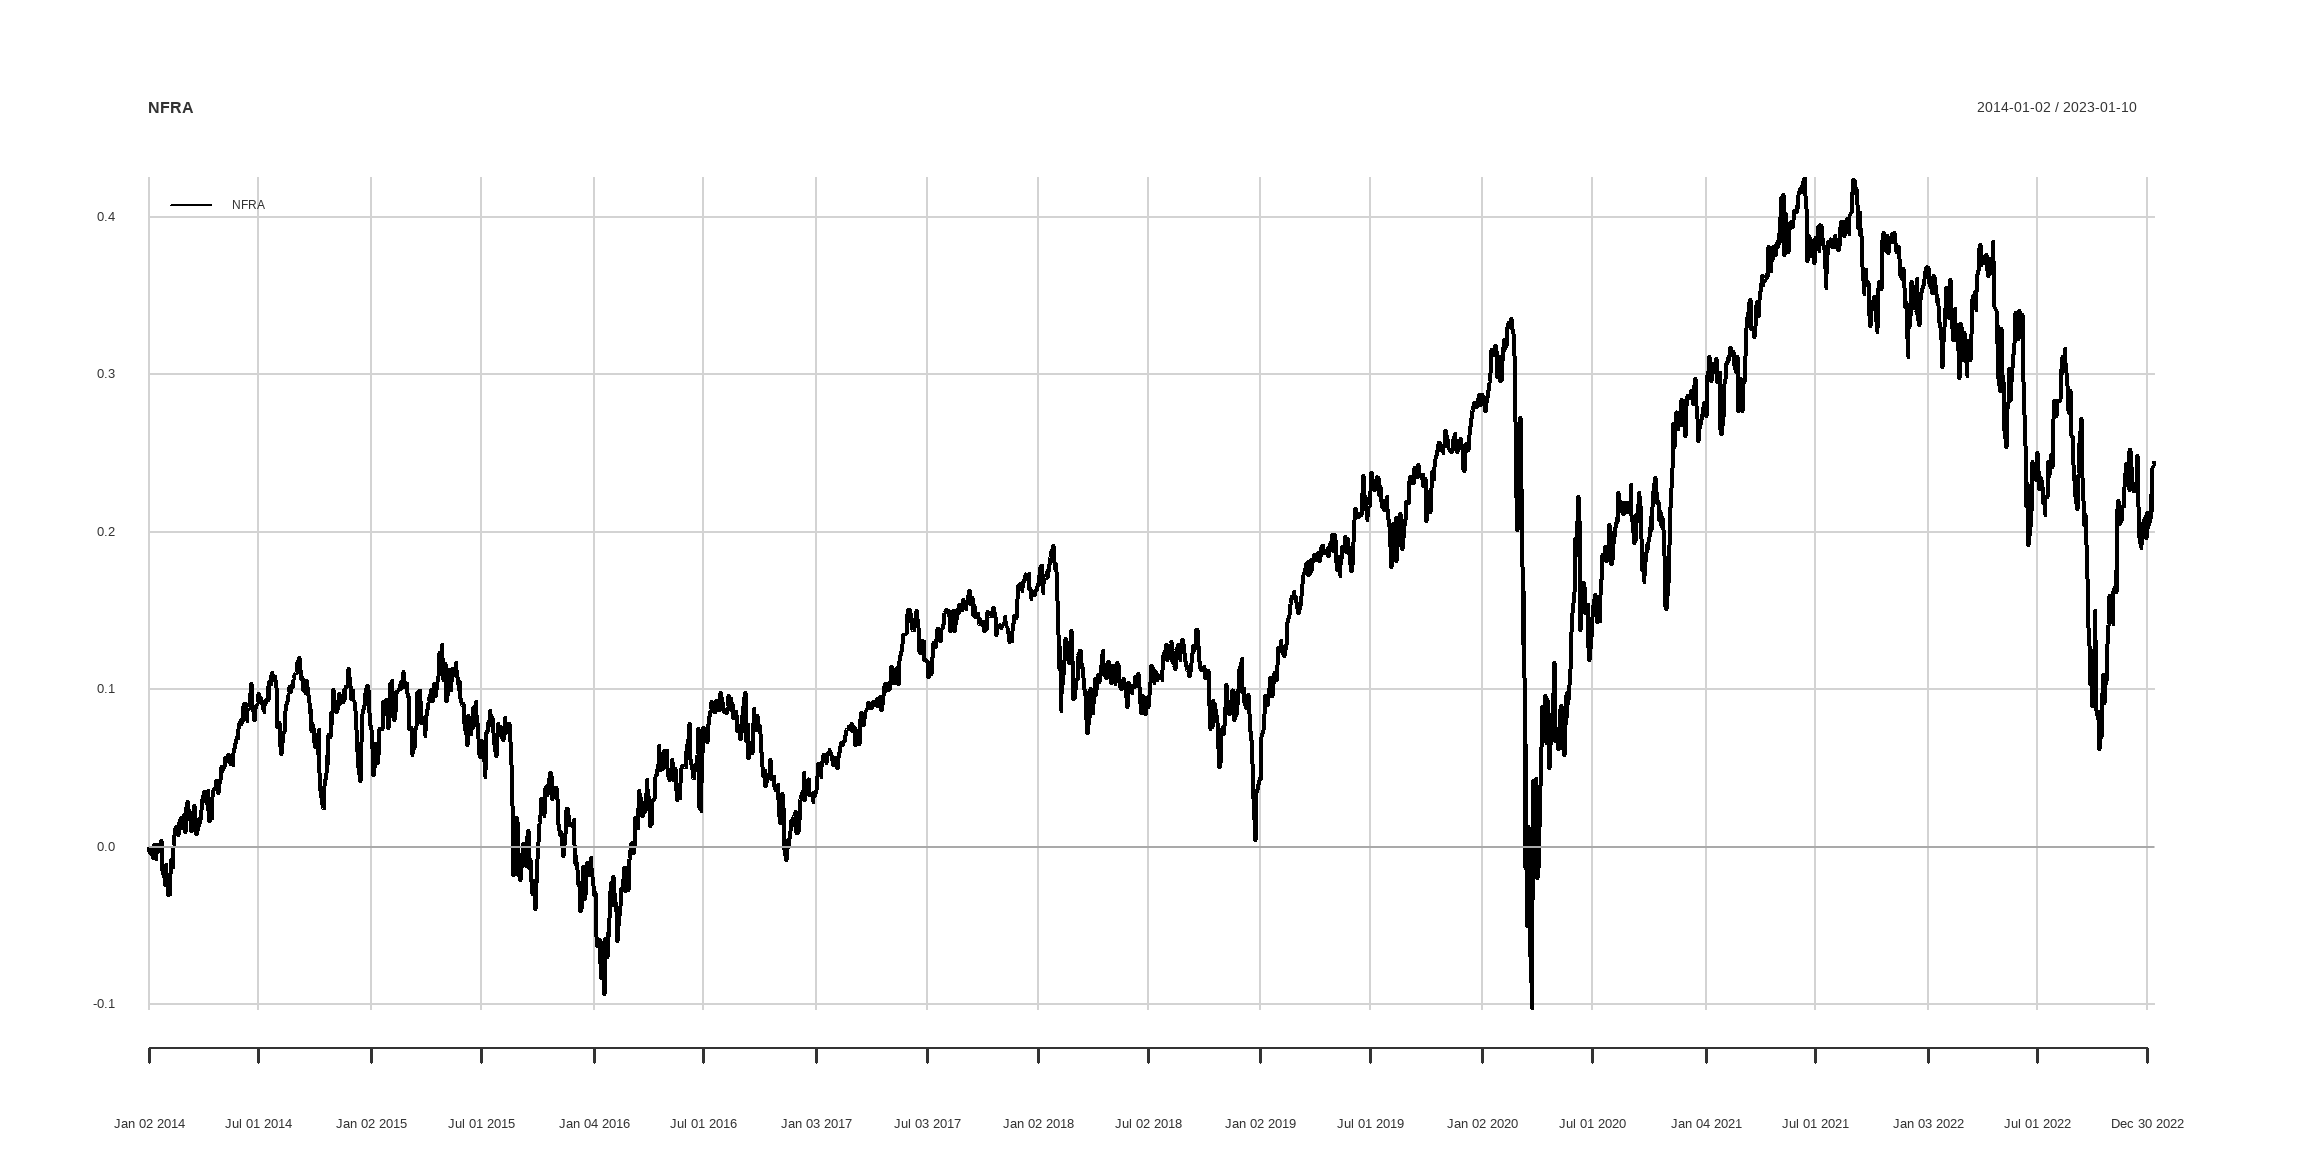 NFRA
2014-01-02 / 2023-01-10
NFRA
0.4
0.3
0.2
0.1
0.0
-0.1
Jan 02 2014
Jul 01 2014
Jan 02 2015
Jul 01 2015
Jan 04 2016
Jul 01 2016
Jan 03 2017
Jul 03 2017
Jan 02 2018
Jul 02 2018
Jan 02 2019
Jul 01 2019
Jan 02 2020
Jul 01 2020
Jan 04 2021
Jul 01 2021
Jan 03 2022
Jul 01 2022
Dec 30 2022